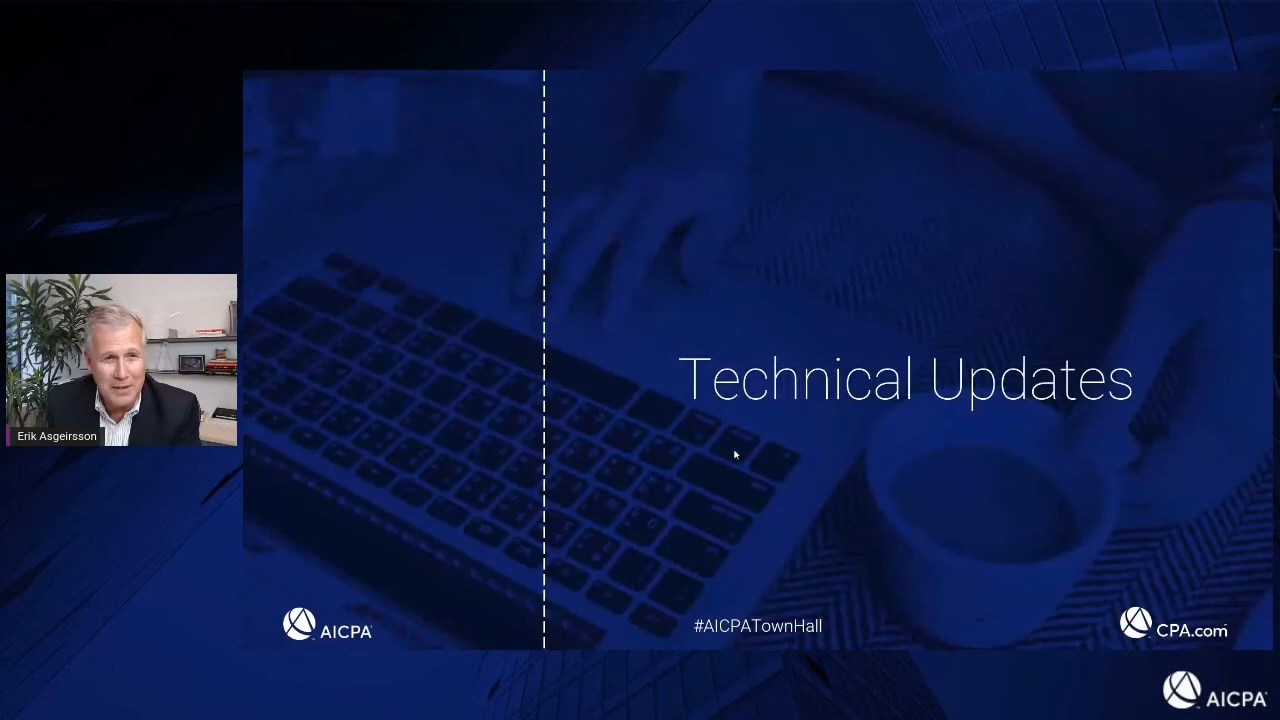 Technical Updates
Erik Asgeirsson
AICPA
#AICPATownHall
CPA.com
AICPA